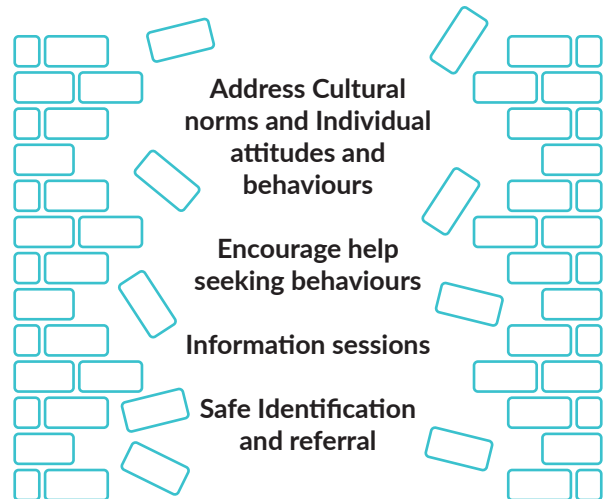 Address Cultural
norms and Individual
attitudes and
behaviours
Encourage help
seeking behaviours
Information sessions
Safe Identification
and referral